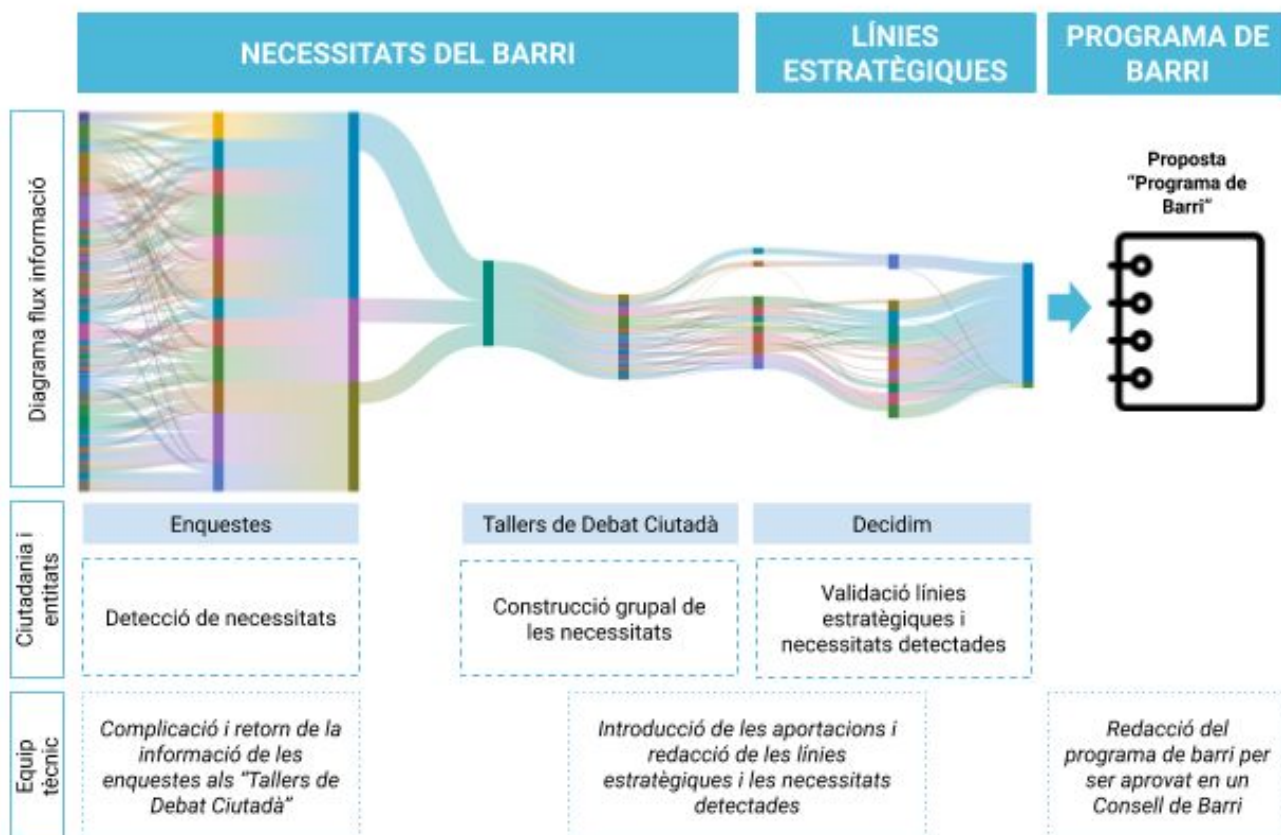 NECESSITATS DEL BARRI
LÍNIES
ESTRATÈGIQUES
PROGRAMA DE
BARRI
Diagrama flux informació
Proposta
"Programa de
Barri"
Ciutadania i
entitats
Enquestes
Tallers de Debat Ciutadà
Decidim
Detecció de necessitats
Construcció grupal de
les necessitats
Validació línies
estratègiques i
necessitats detectades
Equip
tècnic
Complicació i retorn de la
informació de les
enquestes als "Tallers de
Debat Ciutadà"
Introducció de les aportacions i
redacció de les línies
estratègiques i les necessitats
detectades
Redacció del
programa de barri per
ser aprovat en un
Consell de Barri